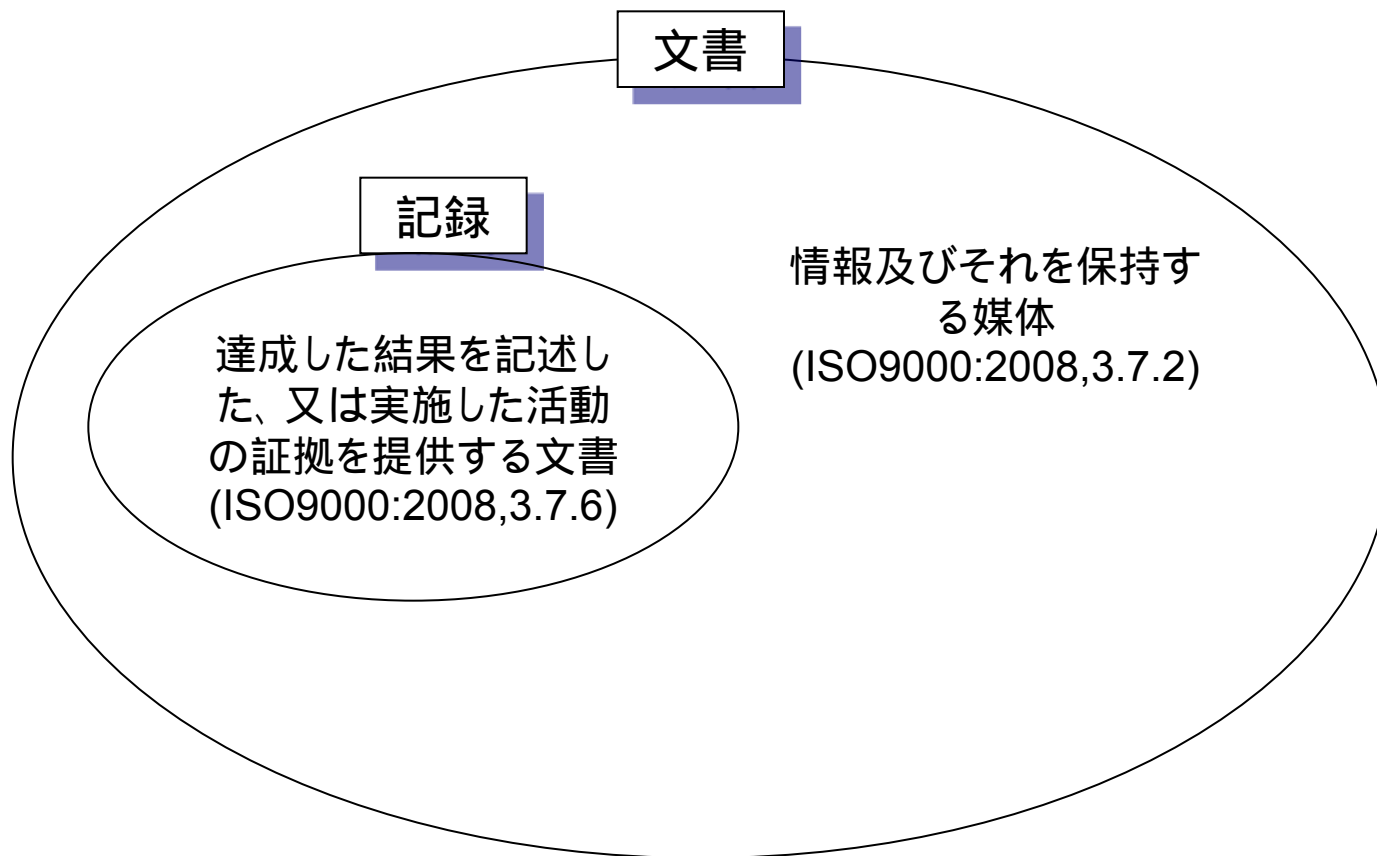 文書
記録
達成した結果を記述し
た、又は実施した活動
の証拠を提供する文書
(ISO9000:2008,3.7.6)
情報及びそれを保持す
る媒体
(ISO9000:2008,3.7.2)